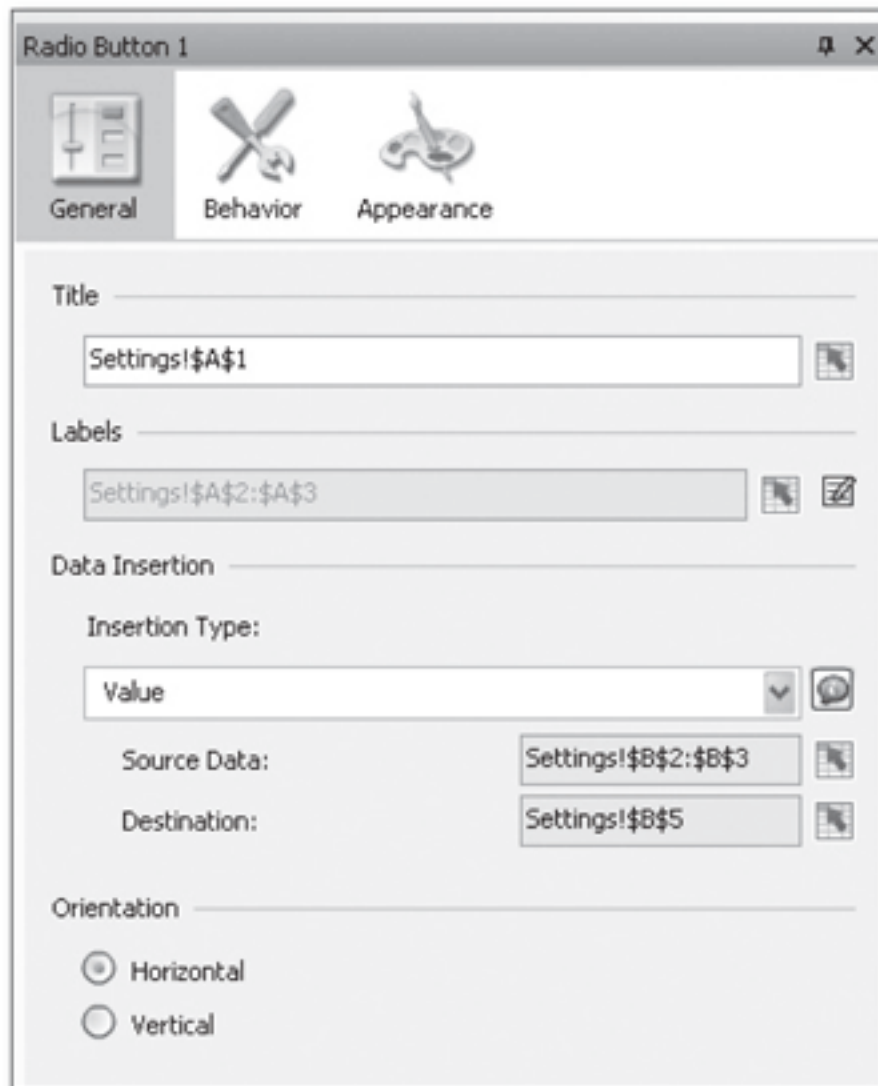 Radio Button 1
General Behavior Appearance
Title
Settings!$A$1
Labels
Settings!$A$2:$A$3
Data Insertion
Insertion Type:
Value
Source Data: Settings!$B$2:$B$3
Destination: Settings!$B$5
Orientation
Horizontal
Vertical